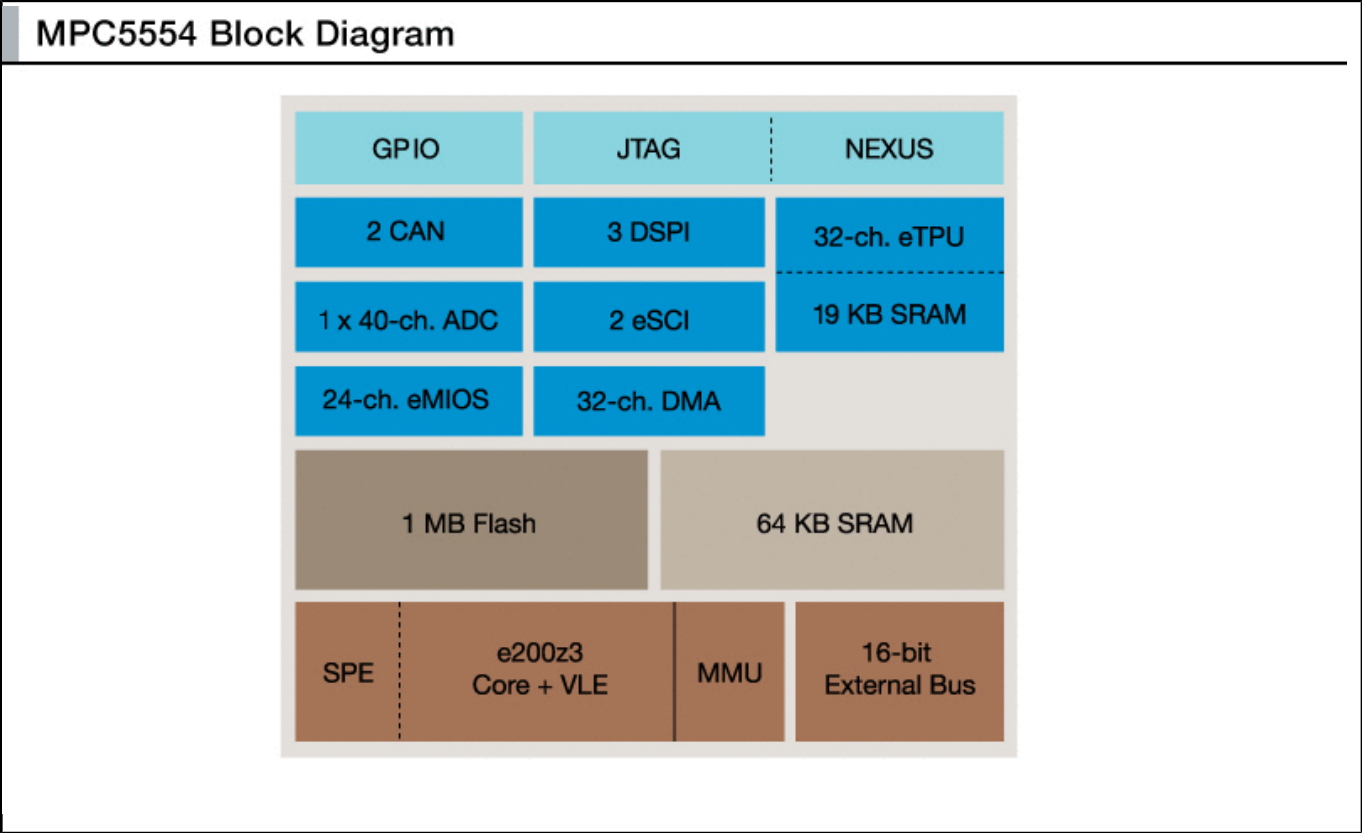 MPC5554 Block Diagram
GPIO
JTAG
NEXUS
2 CAN
3 DSPI
32-ch. eTPU
19 KB SRAM
1 x 40-ch. ADC
2 eSCI
24-ch. eMIOS
32-ch. DMA
1 MB Flash
64 KB SRAM
SPE
e200z3
Core + VLE
MMU
16-bit
External Bus